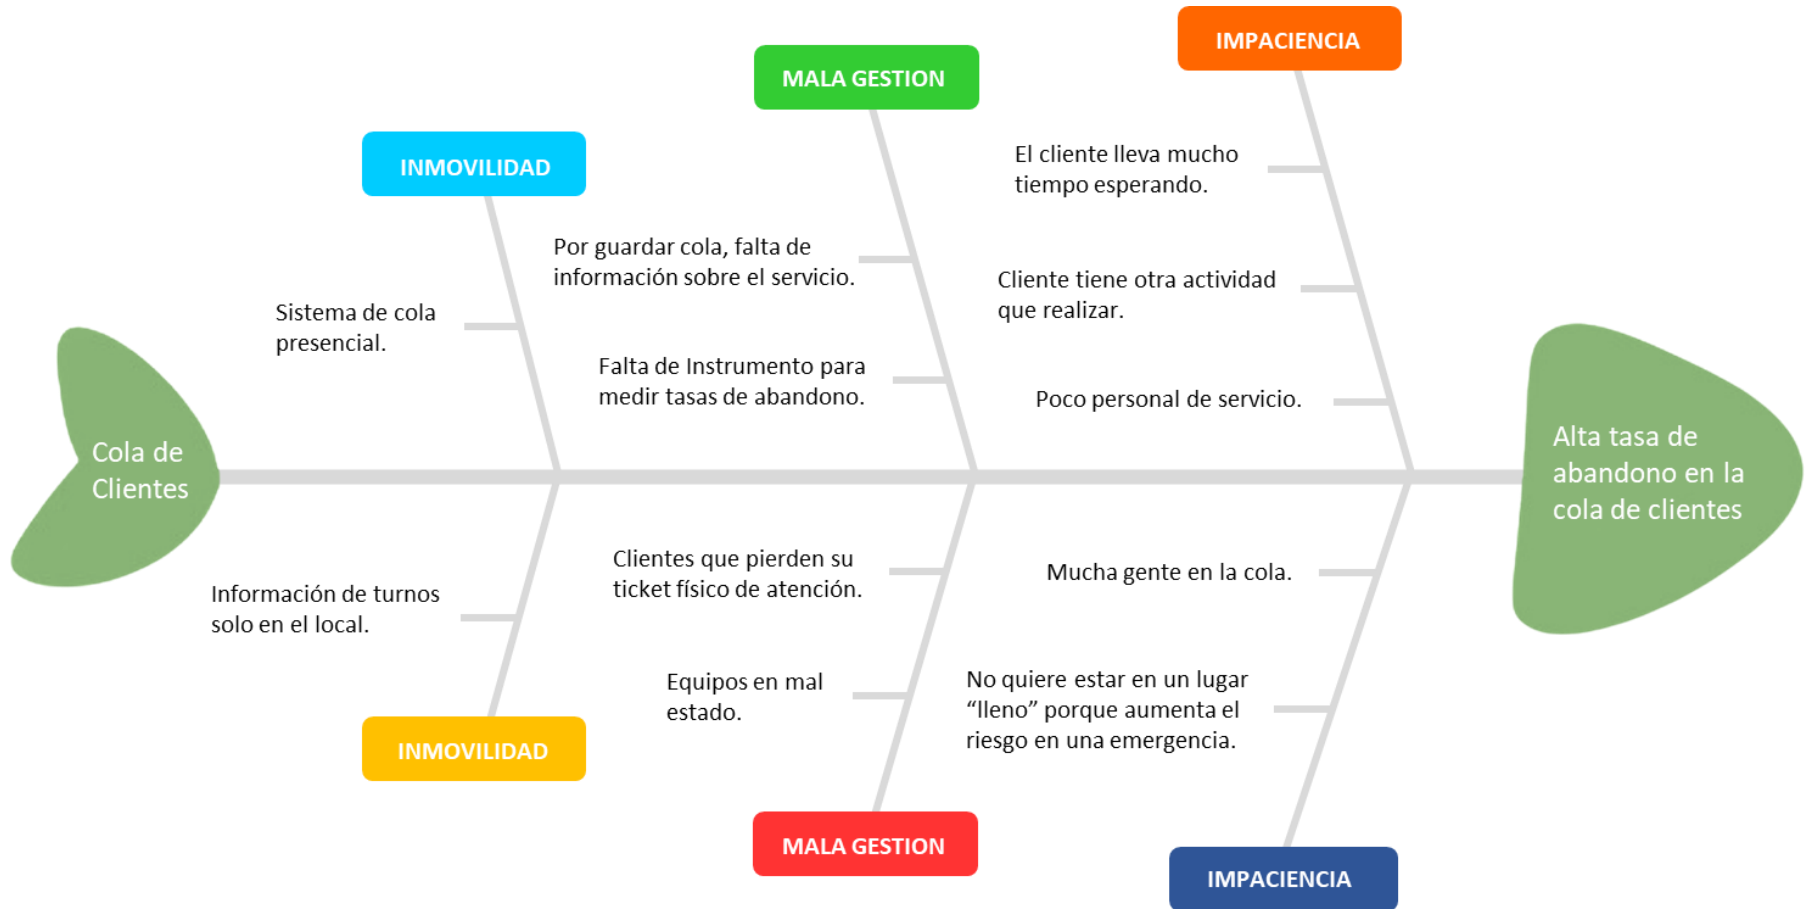 IMPACIENCIA
MALA GESTION
INMOVILIDAD
El cliente lleva mucho
tiempo esperando.
Por guardar cola, falta de
información sobre el servicio.
Cliente tiene otra actividad
que realizar.
Sistema de cola
presencial.
Falta de Instrumento para
medir tasas de abandono.
Poco personal de servicio.
Cola de
Clientes
Alta tasa de
abandono en la
cola de clientes
Clientes que pierden su
ticket físico de atención.
Mucha gente en la cola.
Información de turnos
solo en el local.
Equipos en mal
estado.
No quiere estar en un lugar
“lleno” porque aumenta el
riesgo en una emergencia.
INMOVILIDAD
MALA GESTION
IMPACIENCIA